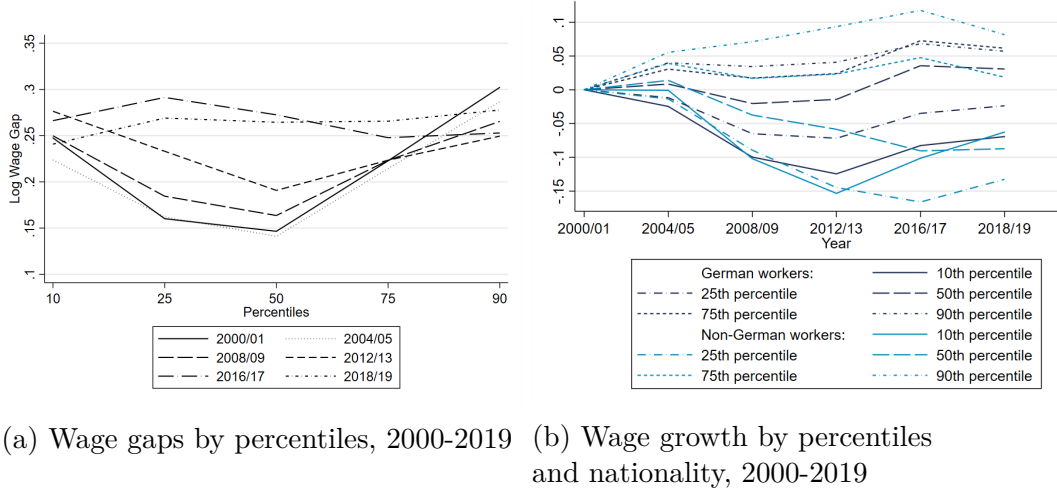 .35
.3
.25
.2
.15
.1
Log Wage Gap
10 25 50 75 90
Percentiles
2000/01 2004/05
2008/09 2012/13
2016/17 2018/19
(a) Wage gaps by percentiles, 2000-2019
.1
.05
0
-.05
-.1
-.15
2000/01 2004/05 2008/09 2012/13 2016/17 2018/19
Year
German workers: 10th percentile
25th percentile 50th percentile
75th percentile 90th percentile
Non-German workers: 10th percentile
25th percentile 50th percentile
75th percentile 90th percentile
(b) Wage growth by percentiles
and nationality, 2000-2019